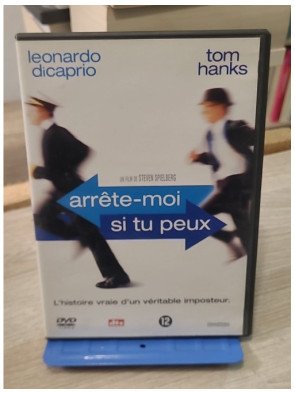 leonardo
dicaprio
tom
hanks
UN FILM DE STEVEN SPIELBERG
arrête-moi
si tu peux
L'histoire vraie d'un véritable imposteur.
DVD
dts
12